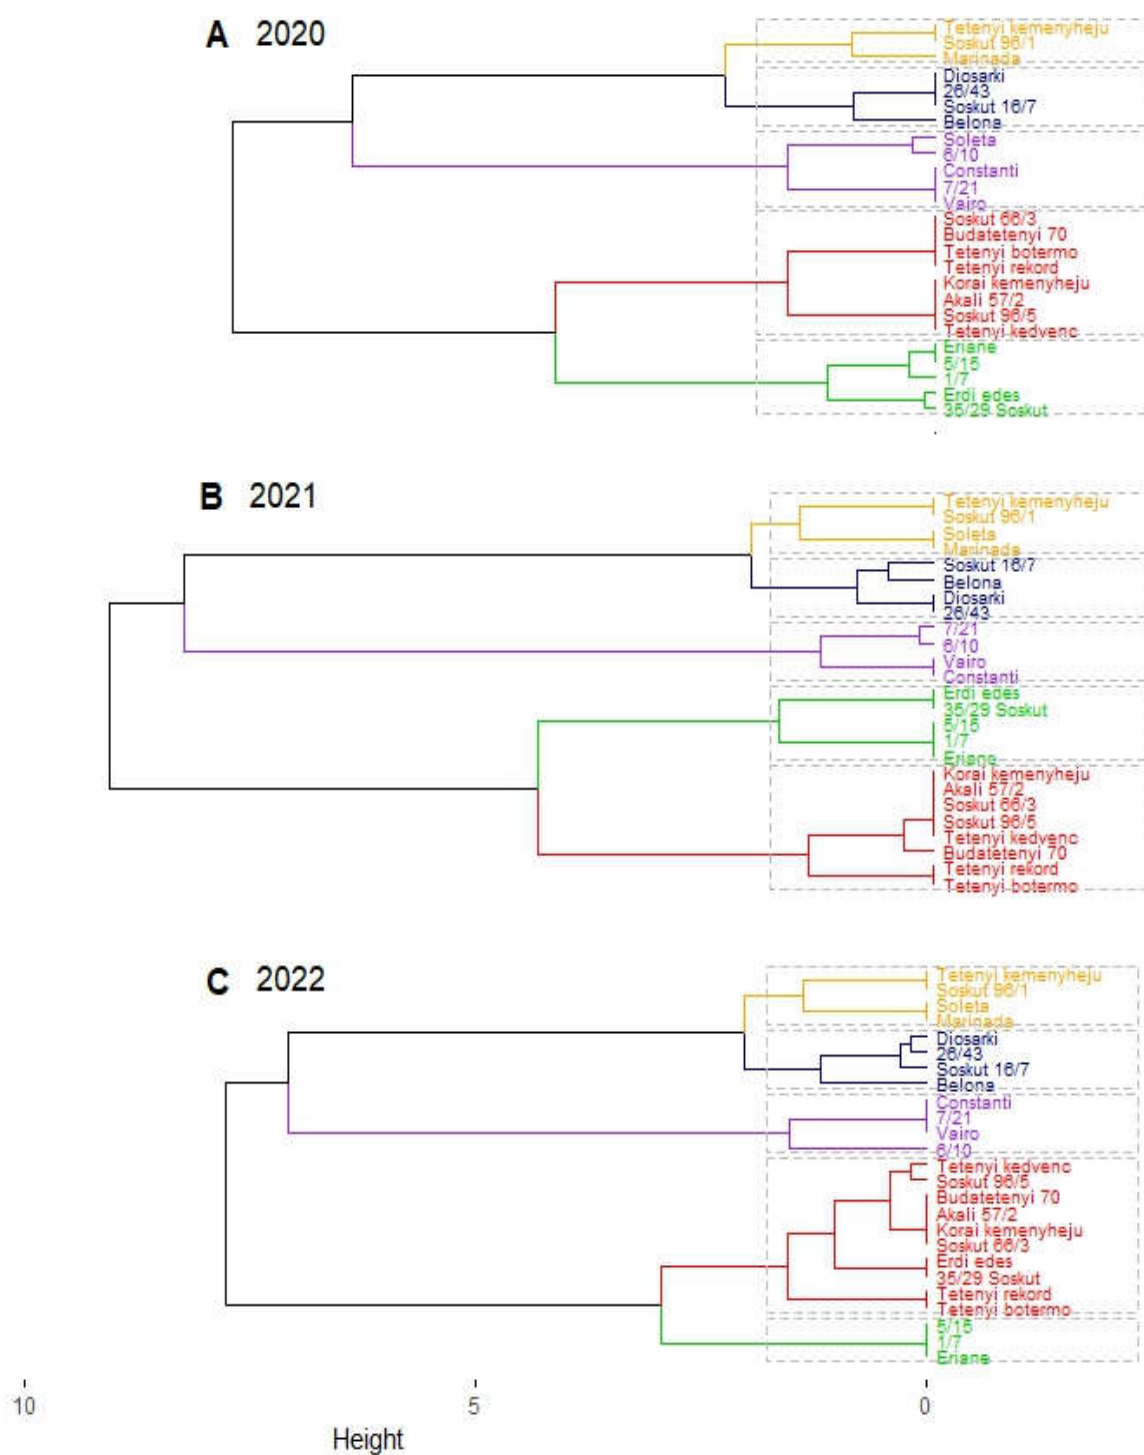 A 2020
Tetenyi kemenyheju
Soskut 96/1
Marinada
Diosarki
26/43
Soskut 16/7
Belona
Soleta
6/10
Constanti
7/21
Vairo
Soskut 66/3
Budatetenyi 70
Tetenyi botermo
Tetenyi rekord
Korai kemenyheju
Akali 57/2
Soskut 96/5
Tetenyi kedvenc
Eriane
5/15
1/7
Erdi edes
35/29 Soskut
B 2021
Tetenyi kemenyheju
Soskut 96/1
Soleta
Marinada
Soskut 16/7
Belona
Diosarki
26/43
7/21
6/10
Vairo
Constanti
Erdi edes
35/29 Soskut
5/15
1/7
Eriane
Korai kemenyheju
Akali 57/2
Soskut 66/3
Soskut 96/5
Tetenyi kedvenc
Budatetenyi 70
Tetenyi rekord
Tetenyi botermo
C 2022
Tetenyi kemenyheju
Soskut 96/1
Soleta
Marinada
Diosarki
26/43
Soskut 16/7
Belona
Constanti
7/21
Vairo
6/10
Tetenyi kedvenc
Soskut 96/5
Budatetenyi 70
Akali 57/2
Korai kemenyheju
Soskut 66/3
Erdi edes
35/29 Soskut
Tetenyi rekord
Tetenyi botermo
5/15
1/7
Eriane
10 5 0
Height